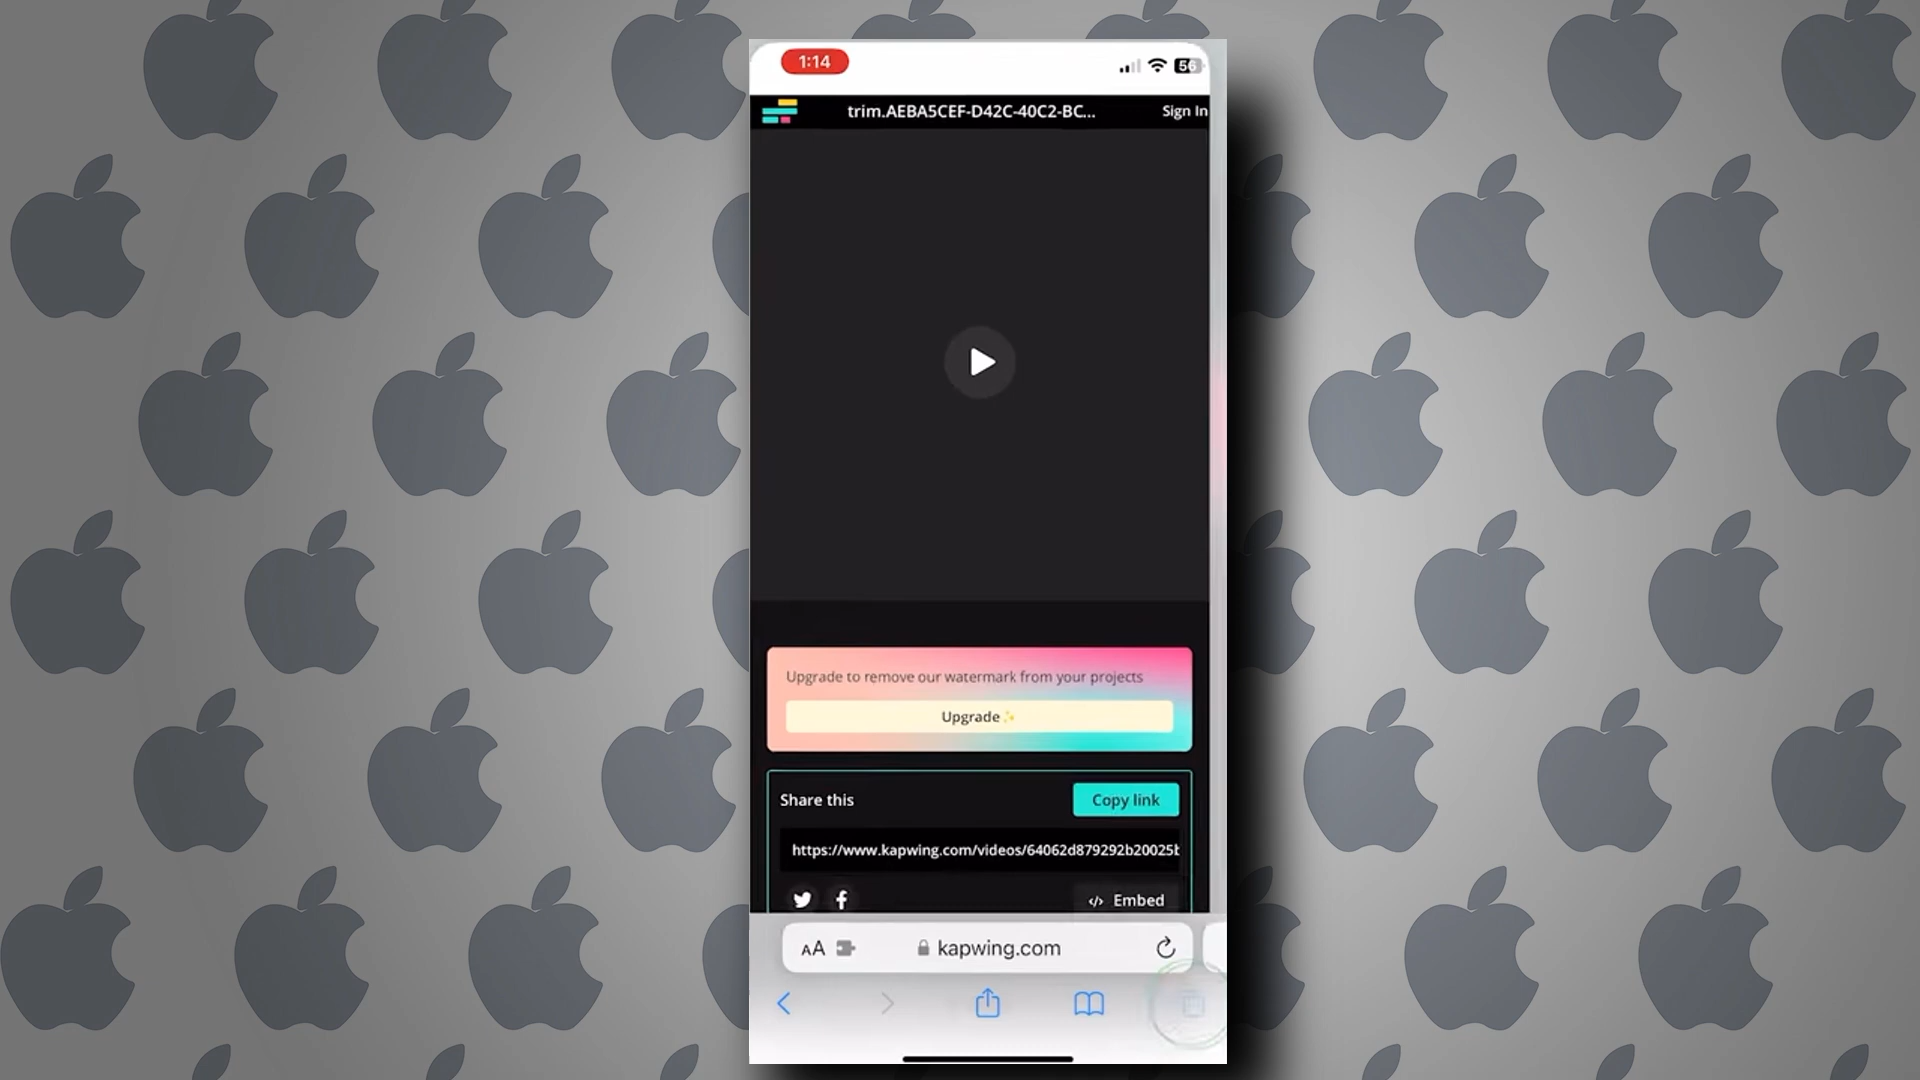 1:14
56
trim.AEBA5CEF-D42C-40C2-BC...
Sign In
Upgrade to remove our watermark from your projects
Upgrade✨
Share this
Copy link
https://www.kapwing.com/videos/64062d879292b20025b
</> Embed
AA
kapwing.com